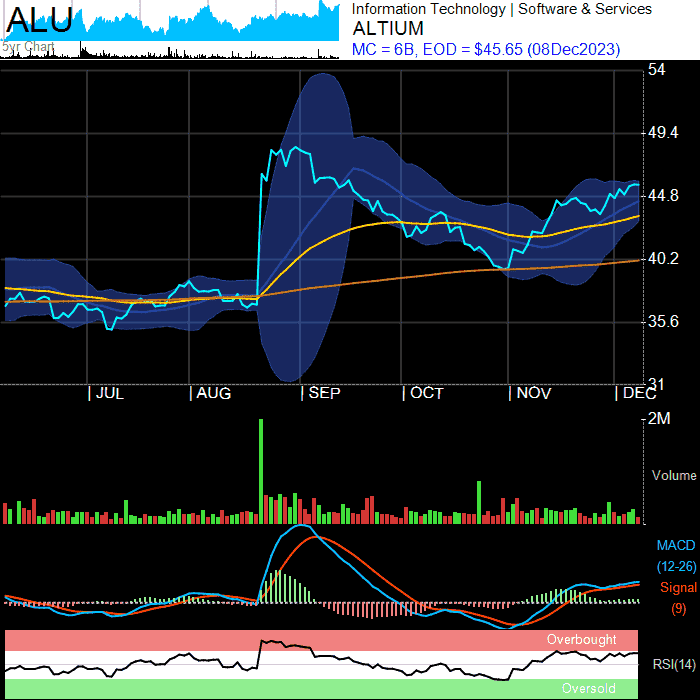 ALU
5yr Chart
Information Technology | Software & Services
ALTIUM
MC = 6B, EOD = $45.65 (08Dec2023)
54
49.4
44.8
40.2
35.6
31
| JUL | AUG | SEP | OCT | NOV | DEC
2M
Volume
MACD
(12-26)
Signal
(9)
Overbought
RSI(14)
Oversold